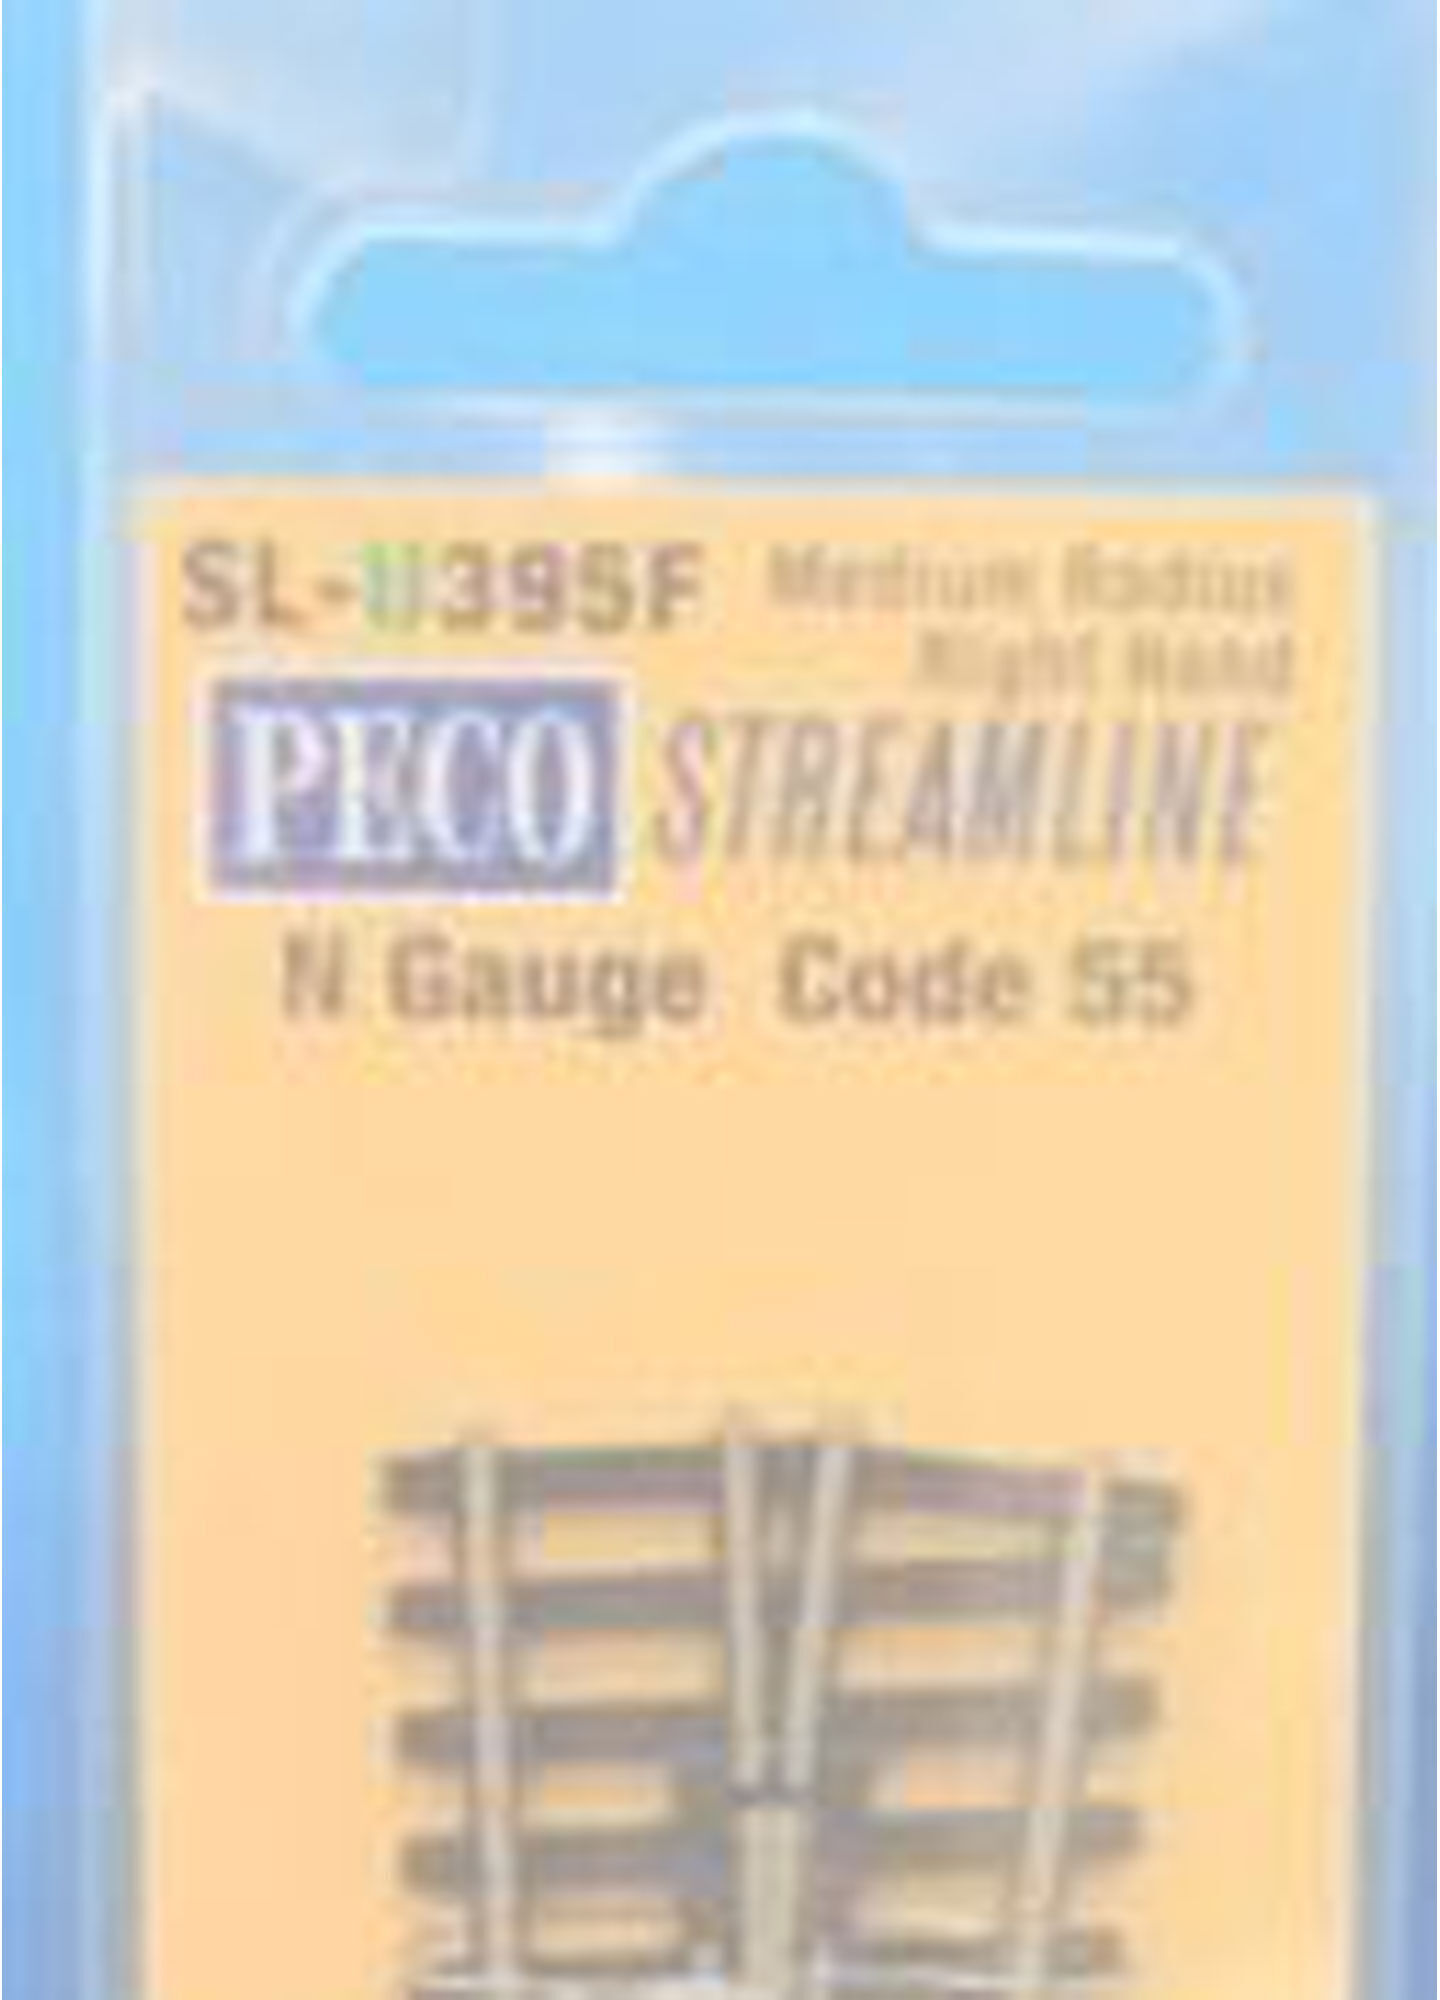 SL-U395F
Medium Radius
Right Hand
PECO STREAMLINE
N Gauge Code 55